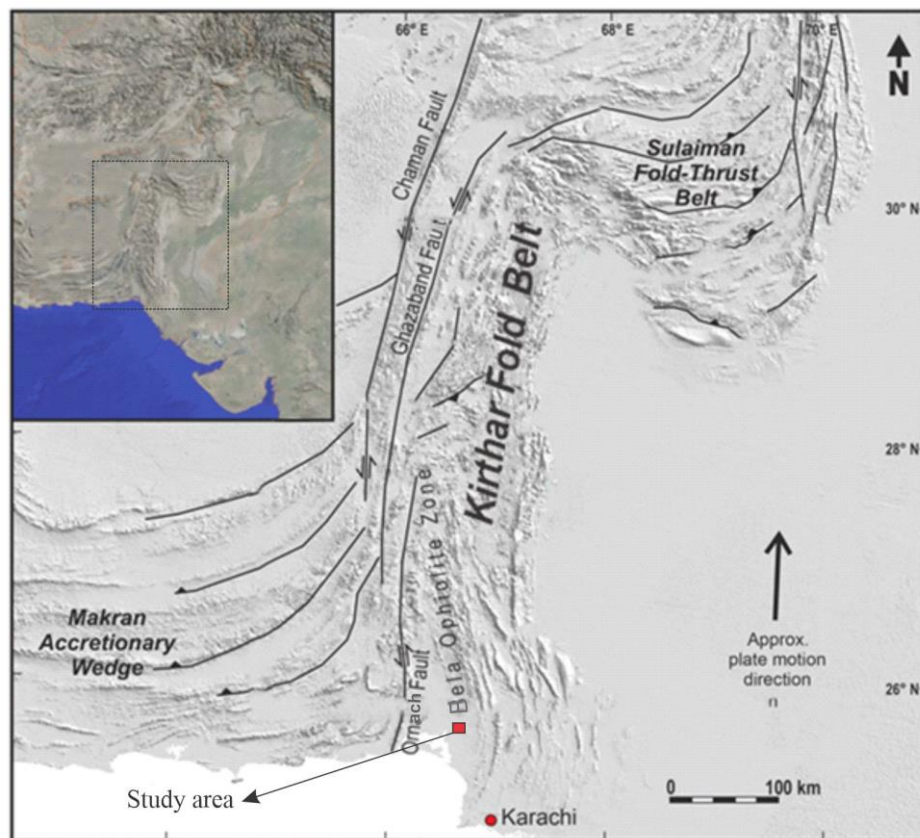 66° E
68° E
70° E
N
Chaman Fault
Sulaiman
Fold-Thrust
Belt
30° N
Ghazaband Fault
Kirthar Fold Belt
28° N
Bela Ophiolite Zone
Makran
Accretionary
Wedge
Approx.
plate motion
direction
n
26° N
Ornach Fault
0
100 km
Study area
Karachi